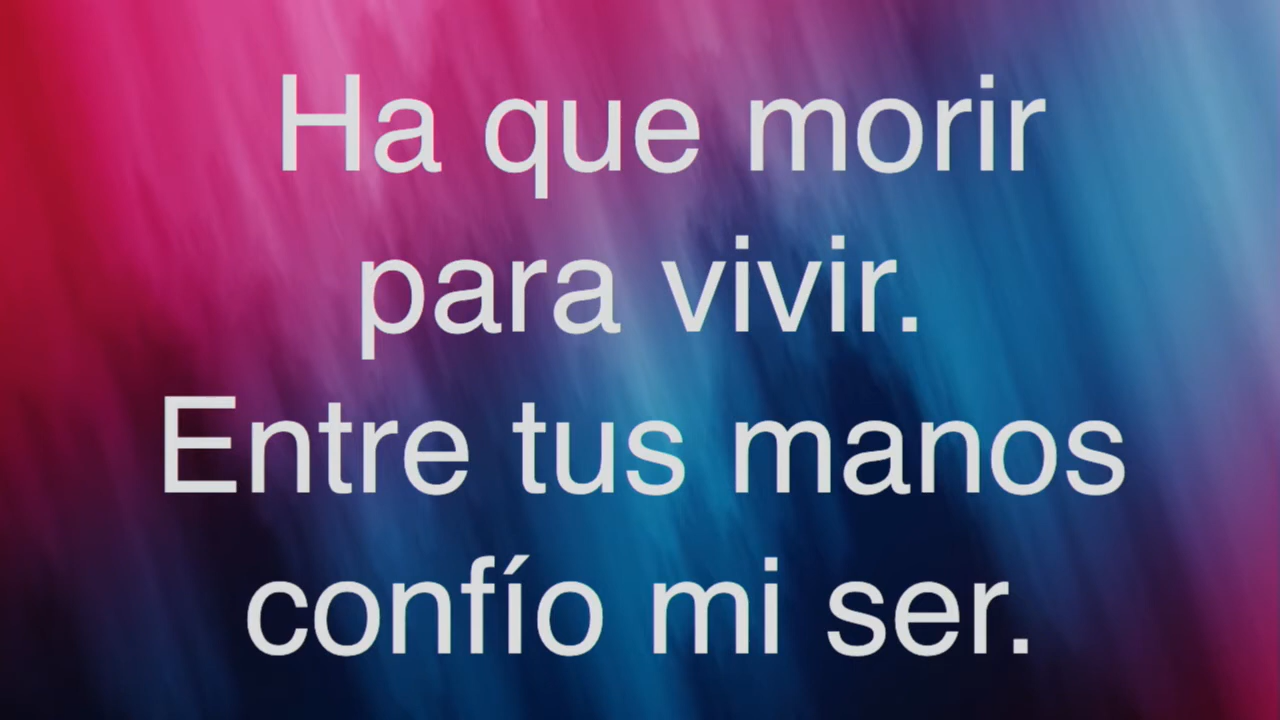 Ha que morir
para vivir.
Entre tus manos
confío mi ser.